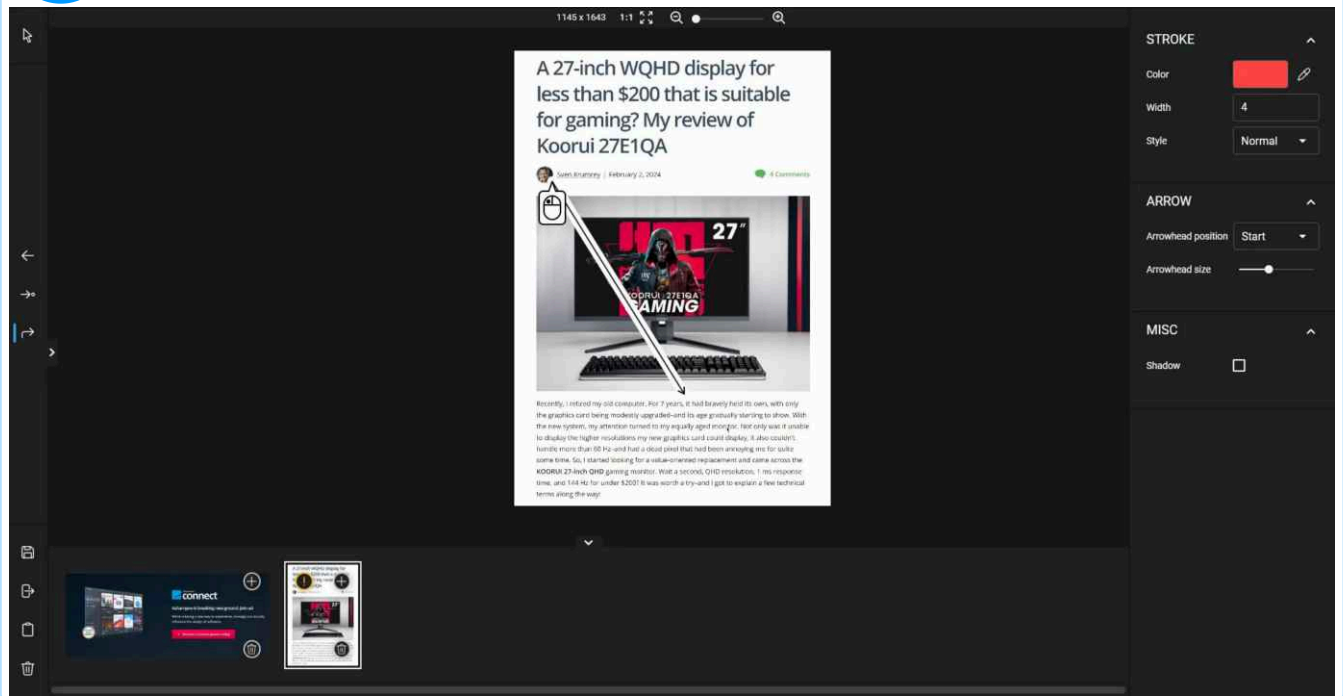 1145 x 1643 1:1
STROKE
Color
Width 4
Style Normal
ARROW
Arrowhead position Start
Arrowhead size
MISC
Shadow
A 27-inch WQHD display for
less than $200 that is suitable
for gaming? My review of
Koorui 27E1QA
Sven Krumrey | February 2, 2024 4 Comments
27"
KOORUI 27E1QA
GAMING
Recently, I retired my old computer. For 7 years, it had bravely held its own, with only
the graphics card being modestly upgraded–and its age gradually starting to show. With
the new system, my attention turned to my equally aged monitor. Not only was it unable
to display the higher resolutions my new graphics card could display, it also couldn't
handle more than 60 Hz–and had a dead pixel that had been annoying me for quite
some time. So, I started looking for a value-oriented replacement and came across the
KOORUI 27-inch QHD gaming monitor. Wait a second, QHD resolution, 1 ms response
time, and 144 Hz for under $200? It was worth a try–and I got to explain a few technical
terms along the way!
connect